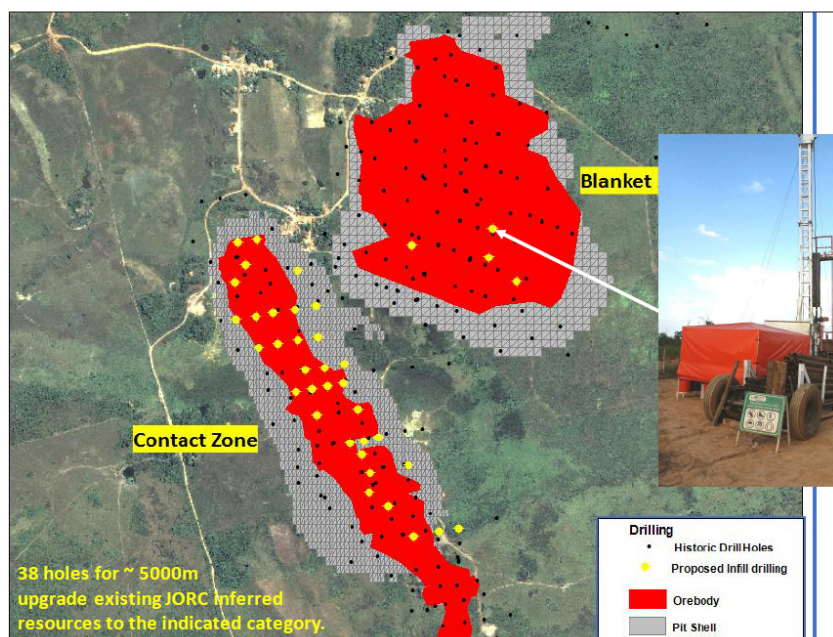 Blanket
Contact Zone
38 holes for ~ 5000m
upgrade existing JORC inferred
resources to the indicated category.
Drilling
Historic Drill Holes
Proposed Infill drilling
Orebody
Pit Shell